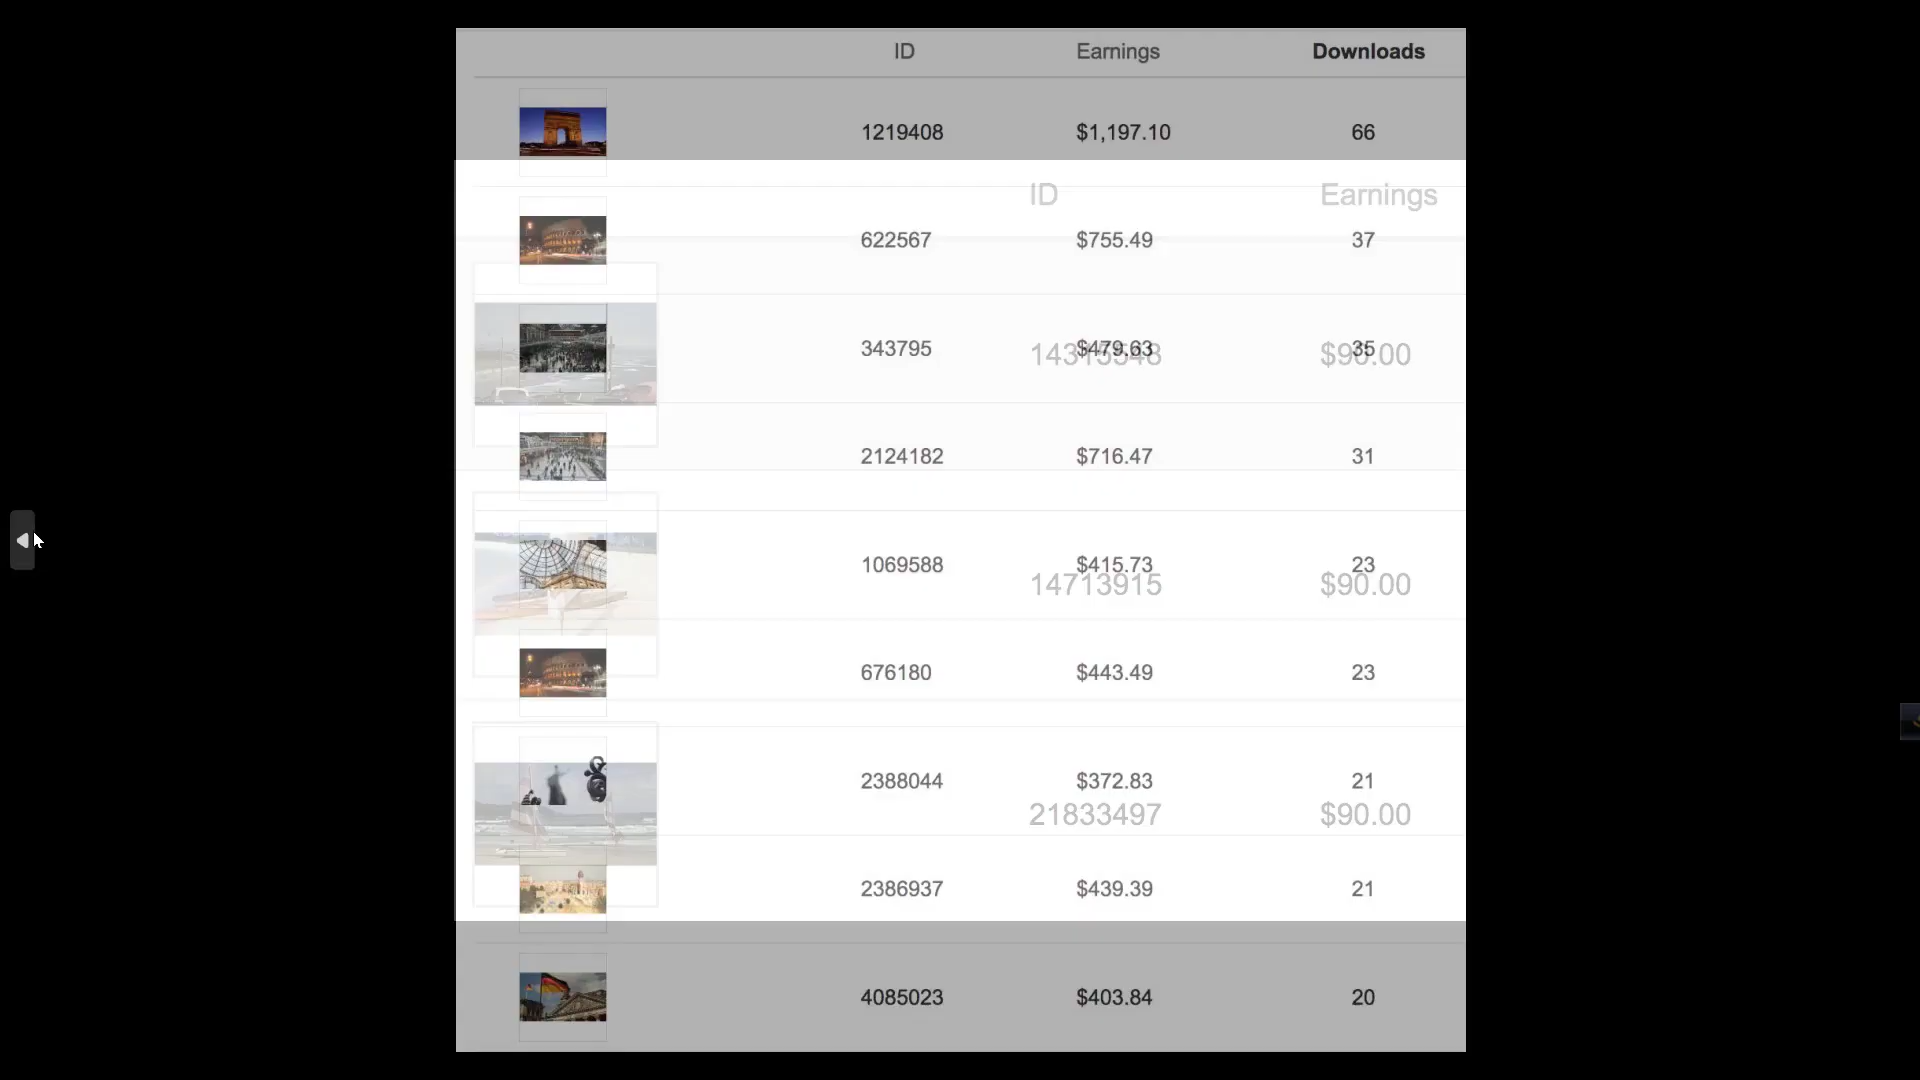 ID Earnings Downloads
1219408 $1,197.10 66
ID Earnings
622567 $755.49 37
343795 $479.63 35
14315548 $90.00
2124182 $716.47 31
1069588 $415.73 23
14713915 $90.00
676180 $443.49 23
2388044 $372.83 21
21833497 $90.00
2386937 $439.39 21
4085023 $403.84 20